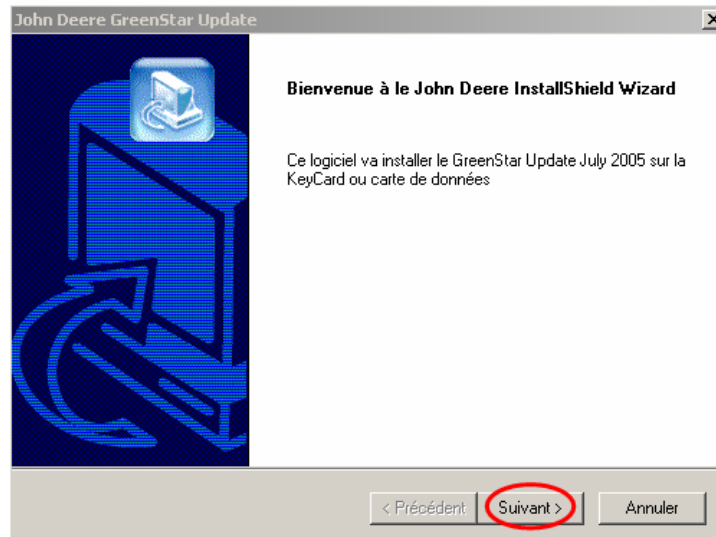 John Deere GreenStar Update
Bienvenue à le John Deere InstallShield Wizard
Ce logiciel va installer le GreenStar Update July 2005 sur la
KeyCard ou carte de données
< Précédent
Suivant >
Annuler